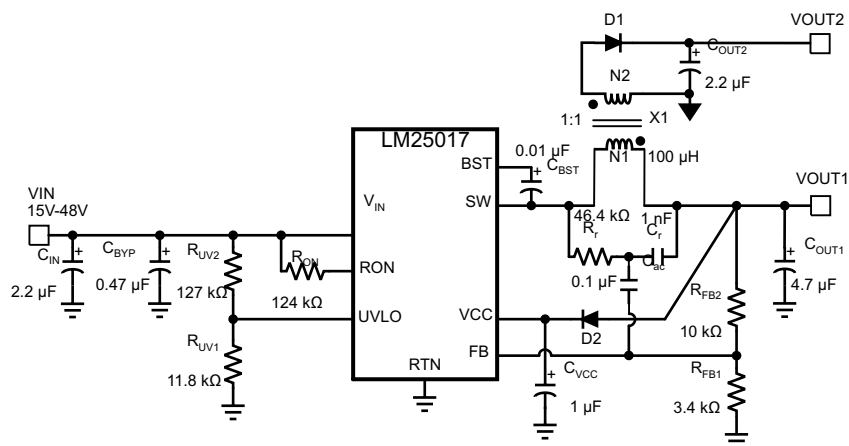 D1
VOUT2
+
COUT2
N2
2.2 µF
1:1
X1
LM25017
0.01 µF
N1
100 µH
BST
+
CBST
VIN
15V-48V
VOUT1
VIN
SW
46.4 kΩ
1 nF
Rr
Cr
CIN
+
CBYP
+
RUV2
RON
RON
Cac
+
COUT1
2.2 µF
0.47 µF
127 kΩ
124 kΩ
0.1 µF
4.7 µF
RFB2
UVLO
VCC
D2
10 kΩ
RUV1
FB
RTN
+
CVCC
RFB1
11.8 kΩ
1 µF
3.4 kΩ